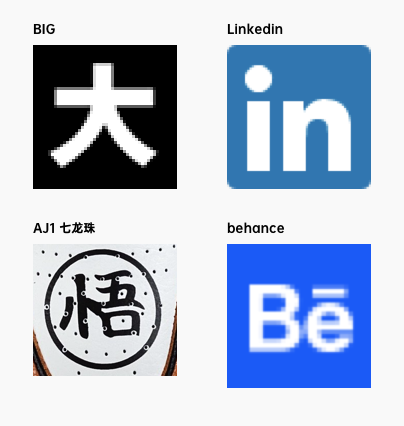 BIG
大
Linkedin
in
AJ1 七龙珠
悟
behance
Bē